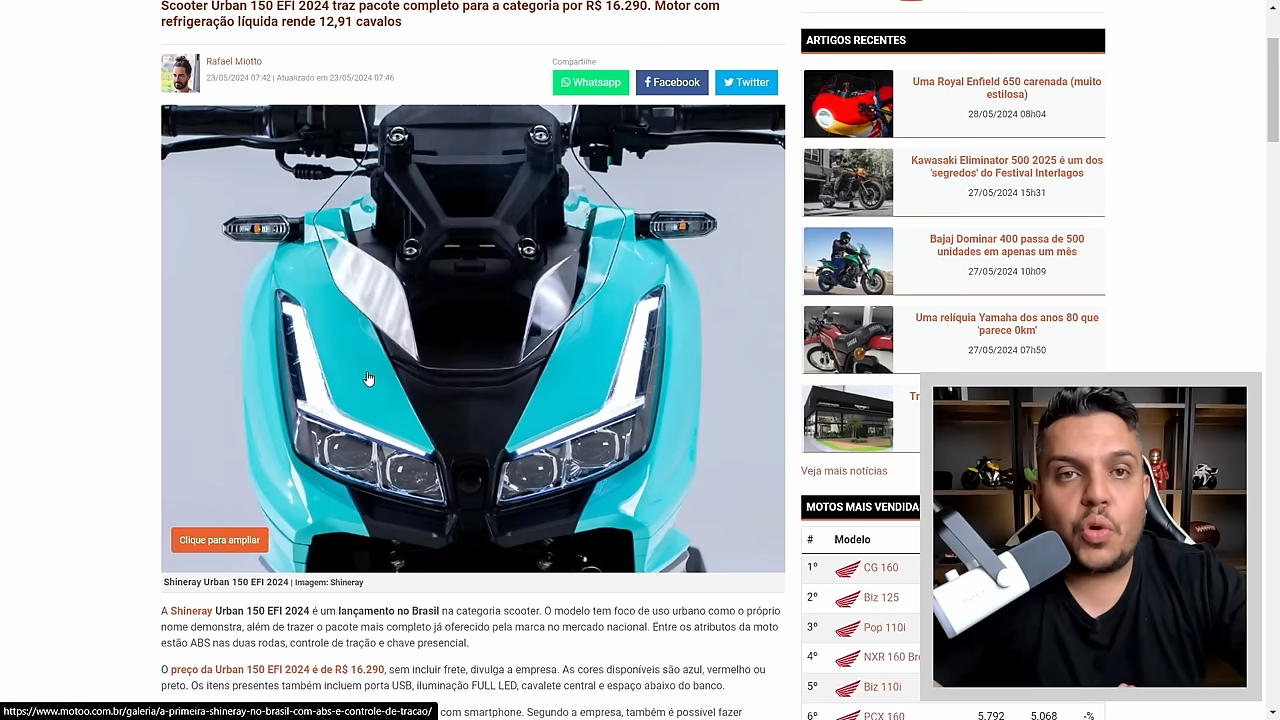 Scooter Urban 150 EFI 2024 traz pacote completo para a categoria por R$ 16.290. Motor com
refrigeração líquida rende 12,91 cavalos
Rafael Miotto
23/05/2024 07:42 | Atualizado em 23/05/2024 07:46
Compartilhe
Whatsapp
Facebook
Twitter
Clique para ampliar
Shineray Urban 150 EFI 2024 | Imagem: Shineray
A Shineray Urban 150 EFI 2024 é um lançamento no Brasil na categoria scooter. O modelo tem foco de uso urbano como o próprio
nome demonstra, além de trazer o pacote mais completo já oferecido pela marca no mercado nacional. Entre os atributos da moto
estão ABS nas duas rodas, controle de tração e chave presencial.
O preço da Urban 150 EFI 2024 é de R$ 16.290, sem incluir frete, divulga a empresa. As cores disponíveis são azul, vermelho ou
preto. Os itens presentes também incluem porta USB, iluminação FULL LED, cavalete central e espaço abaixo do banco.
com smartphone. Segundo a empresa, também é possível fazer
https://www.motoo.com.br/galeria/a-primeira-shineray-no-brasil-com-abs-e-controle-de-tracao/
ARTIGOS RECENTES
Uma Royal Enfield 650 carenada (muito
estilosa)
28/05/2024 08h04
Kawasaki Eliminator 500 2025 é um dos
'segredos' do Festival Interlagos
27/05/2024 15h31
Bajaj Dominar 400 passa de 500
unidades em apenas um mês
27/05/2024 10h09
Uma relíquia Yamaha dos anos 80 que
'parece 0km'
27/05/2024 07h50
Tr
Veja mais notícias
MOTOS MAIS VENDIDA
# Modelo
1º CG 160
2º Biz 125
3º Pop 110i
4º NXR 160 Br
5º Biz 110i
6º PCX 160 5.792 5.068 -%